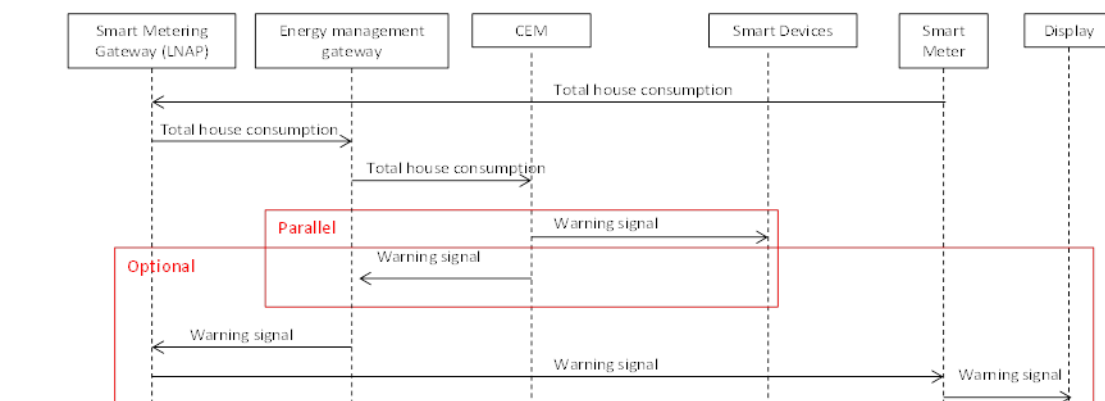 Smart Metering
Gateway (LNAP)
Energy management
gateway
CEM
Smart Devices
Smart
Meter
Display
Total house consumption
Total house consumption
Total house consumption
Parallel
Warning signal
Warning signal
Optional
Warning signal
Warning signal
Warning signal